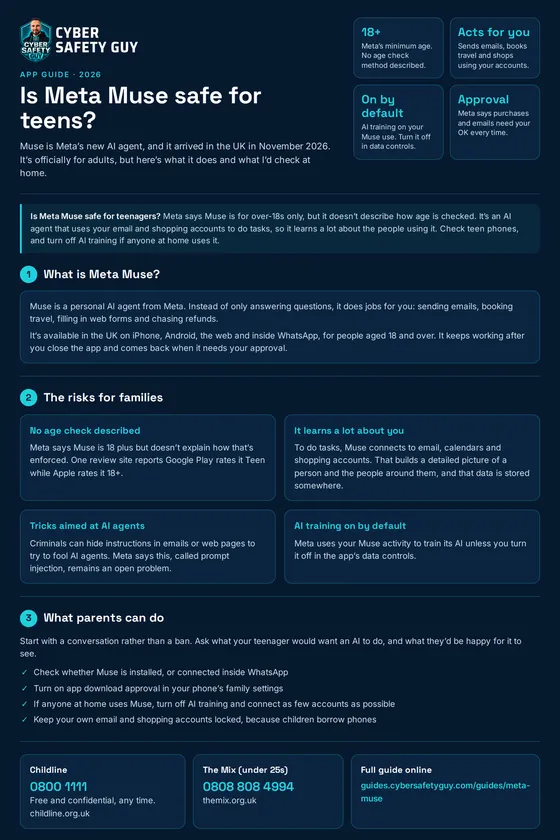 CYBER
SAFETY GUY
CYBER
SAFETY
GUY
APP GUIDE · 2026
Is Meta Muse safe for
teens?
Muse is Meta's new AI agent, and it arrived in the UK in November 2026.
It's officially for adults, but here's what it does and what I'd check at
home.
18+
Meta's minimum age.
No age check
method described.
Acts for you
Sends emails, books
travel and shops
using your accounts.
On by
default
AI training on your
Muse use. Turn it off
in data controls.
Approval
Meta says purchases
and emails need your
OK every time.
Is Meta Muse safe for teenagers? Meta says Muse is for over-18s only, but it doesn't describe how age is checked. It's an AI
agent that uses your email and shopping accounts to do tasks, so it learns a lot about the people using it. Check teen phones,
and turn off AI training if anyone at home uses it.
1 What is Meta Muse?
Muse is a personal AI agent from Meta. Instead of only answering questions, it does jobs for you: sending emails, booking
travel, filling in web forms and chasing refunds.
It's available in the UK on iPhone, Android, the web and inside WhatsApp, for people aged 18 and over. It keeps working after
you close the app and comes back when it needs your approval.
2 The risks for families
No age check described
Meta says Muse is 18 plus but doesn't explain how that's
enforced. One review site reports Google Play rates it Teen
while Apple rates it 18+.
It learns a lot about you
To do tasks, Muse connects to email, calendars and
shopping accounts. That builds a detailed picture of a
person and the people around them, and that data is stored
somewhere.
Tricks aimed at AI agents
Criminals can hide instructions in emails or web pages to
try to fool AI agents. Meta says this, called prompt
injection, remains an open problem.
AI training on by default
Meta uses your Muse activity to train its AI unless you turn
it off in the app's data controls.
3 What parents can do
Start with a conversation rather than a ban. Ask what your teenager would want an AI to do, and what they'd be happy for it to
see.
✓ Check whether Muse is installed, or connected inside WhatsApp
✓ Turn on app download approval in your phone's family settings
✓ If anyone at home uses Muse, turn off AI training and connect as few accounts as possible
✓ Keep your own email and shopping accounts locked, because children borrow phones
Childline
0800 1111
Free and confidential, any time.
childline.org.uk
The Mix (under 25s)
0808 808 4994
themix.org.uk
Full guide online
guides.cybersafetyguy.com/guides/meta-
muse